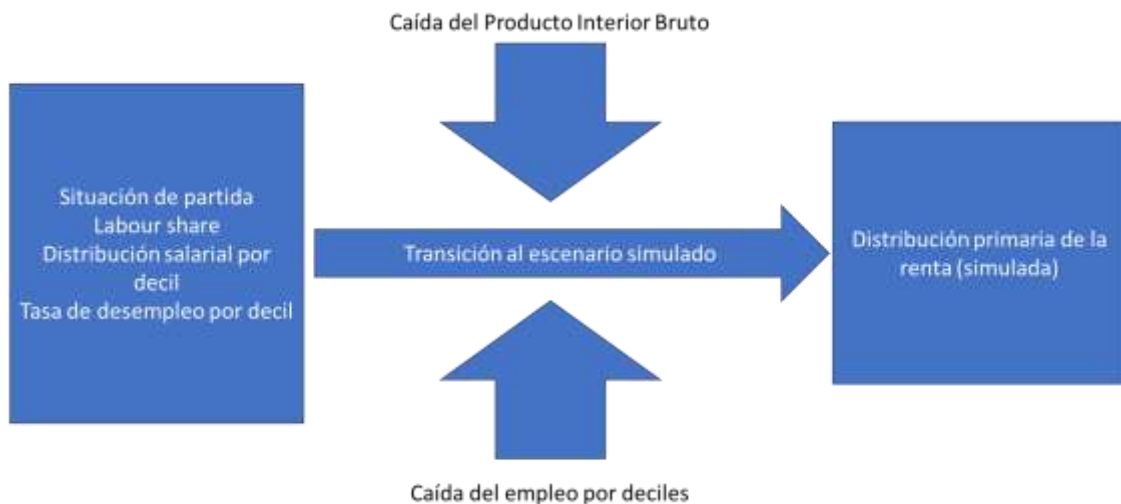 Caída del Producto Interior Bruto
Situación de partida
Labour share
Distribución salarial por
decil
Tasa de desempleo por decil
Transición al escenario simulado
Distribución primaria de la
renta (simulada)
Caída del empleo por deciles